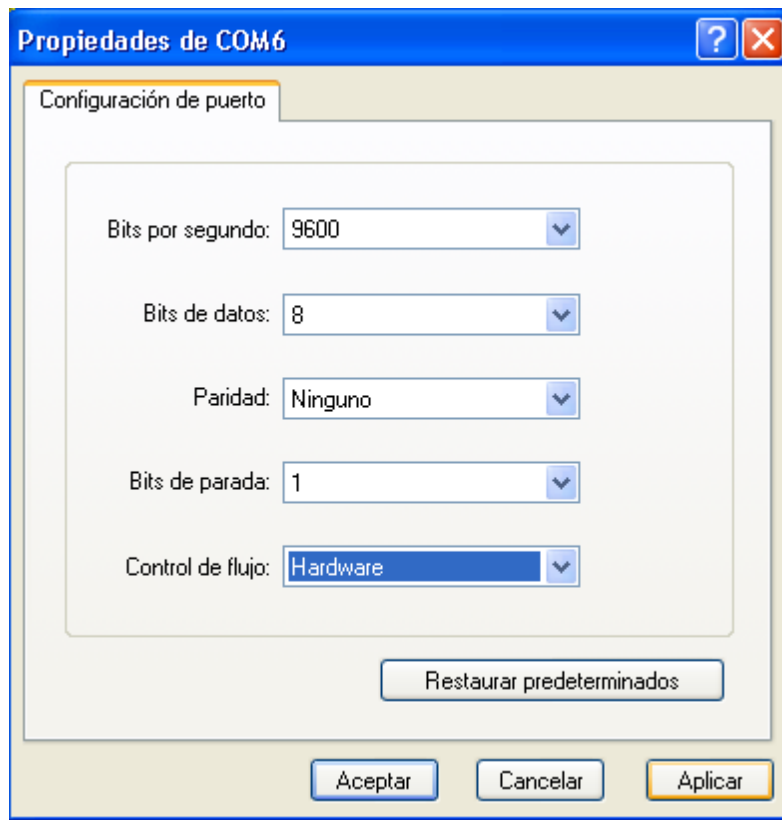 Propiedades de COM6
?
Configuración de puerto
Bits por segundo: 9600
Bits de datos: 8
Paridad: Ninguno
Bits de parada: 1
Control de flujo: Hardware
Restaurar predeterminados
Aceptar Cancelar Aplicar